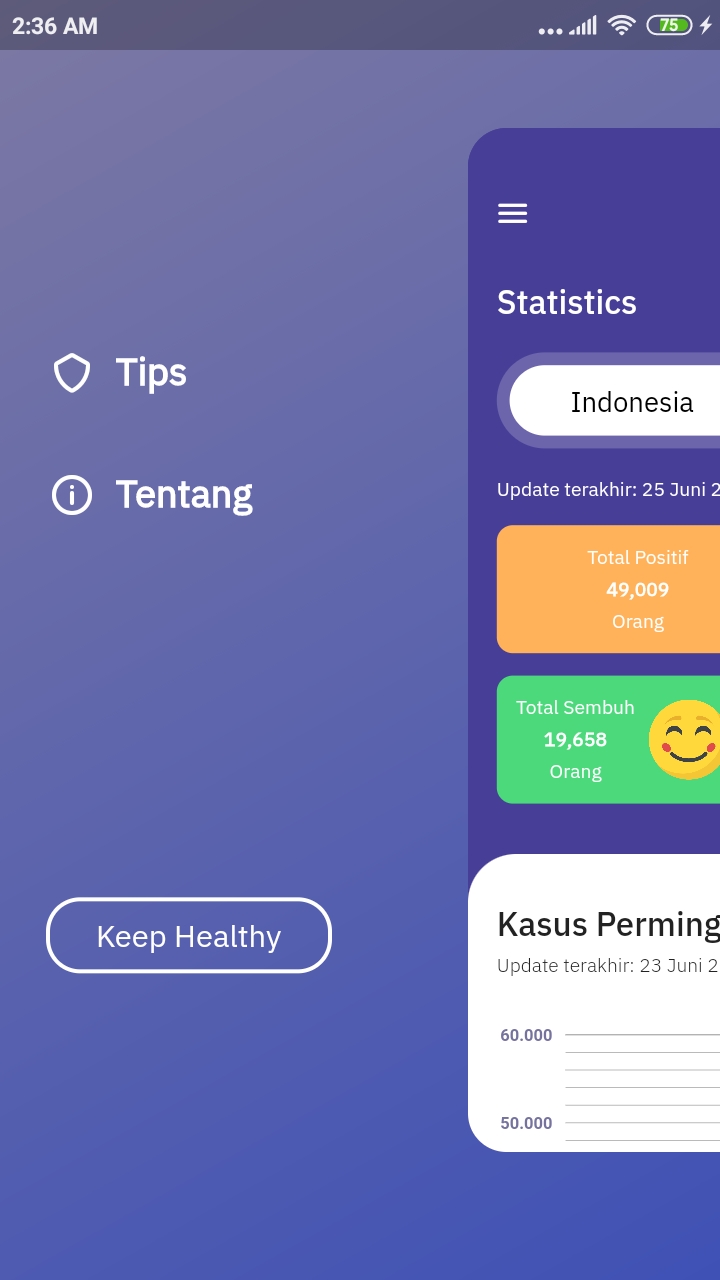 2:36 AM
75
Tips
Tentang
Keep Healthy
Statistics
Indonesia
Update terakhir: 25 Juni 2
Total Positif
49,009
Orang
Total Sembuh
19,658
Orang
Kasus Perming
Update terakhir: 23 Juni 2
60.000
50.000